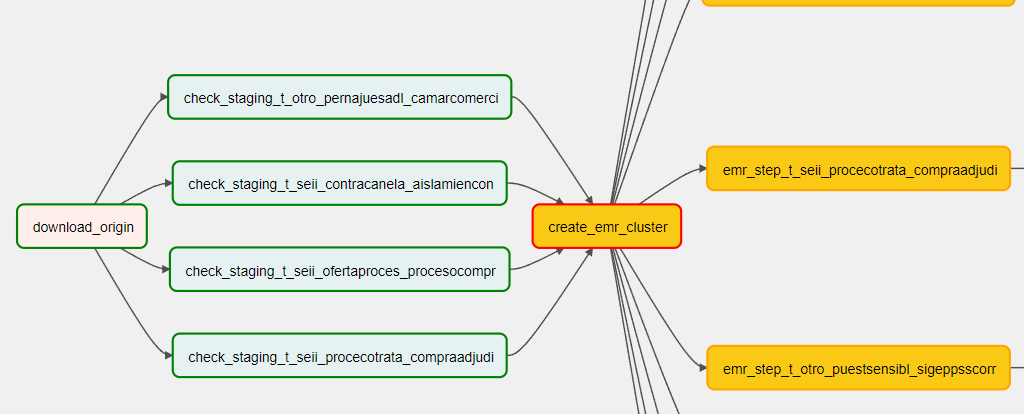 check_staging_t_otro_pernajuesadl_camarcomerci
check_staging_t_seii_contracanela_aislamiencon
download_origin
check_staging_t_seii_ofertaproces_procesocompr
check_staging_t_seii_procecotrata_compraadjudi
create_emr_cluster
emr_step_t_seii_procecotrata_compraadjudi
emr_step_t_otro_puestsensibl_sigeppsscorr